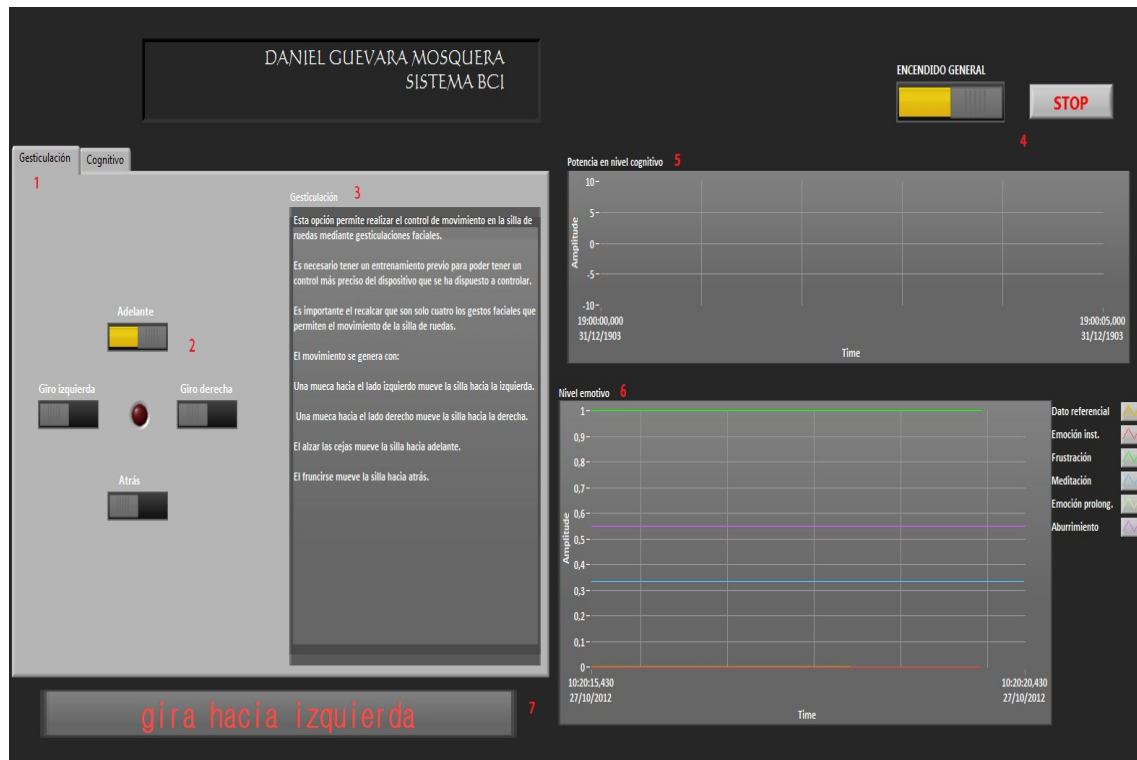 DANIEL GUEVARA MOSQUERA
SISTEMA BCI
ENCENDIDO GENERAL
STOP
4
Gesticulación
Cognitivo
1
Gesticulación 3
Esta opción permite realizar el control de movimiento en la silla de
ruedas mediante gesticulaciones faciales.
Es necesario tener un entrenamiento previo para poder tener un
control más preciso del dispositivo que se ha dispuesto a controlar.
Es importante el recalcar que son solo cuatro los gestos faciales que
permiten el movimiento de la silla de ruedas.
El movimiento se genera con:
Una mueca hacia el lado izquierdo mueve la silla hacia la izquierda.
Una mueca hacia el lado derecho mueve la silla hacia la derecha.
El alzar las cejas mueve la silla hacia adelante.
El fruncirse mueve la silla hacia atrás.
Adelante
2
Giro izquierda
Giro derecha
Atrás
Potencia en nivel cognitivo 5
10
5
0
-5
-10
Amplitude
19:00:00,000
31/12/1903
19:00:05,000
31/12/1903
Time
Nivel emotivo 6
1
0,9
0,8
0,7
0,6
0,5
0,4
0,3
0,2
0,1
0
Amplitude
10:20:15,430
27/10/2012
10:20:20,430
27/10/2012
Time
Dato referencial
Emoción inst.
Frustración
Meditación
Emoción prolong.
Aburrimiento
gira hacia izquierda
7